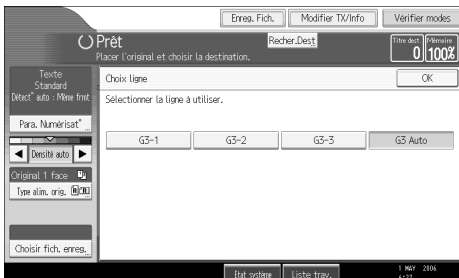 Enreg. Fich.
Modifier TX/Info
Vérifier modes
Prêt
Recher.Dest
Placer l'original et choisir la destination.
Titre dest.
0
Mémoire
100%
Texte
Standard
Détect° auto : Même frmt
Choix ligne
OK
Sélectionner la ligne à utiliser.
Para. Numérisat°
G3-1
G3-2
G3-3
G3 Auto
Densité auto
Original 1 face
Type alim. orig.
Choisir fich. enreg.
Etat système
Liste trav.
1 MAY 2006